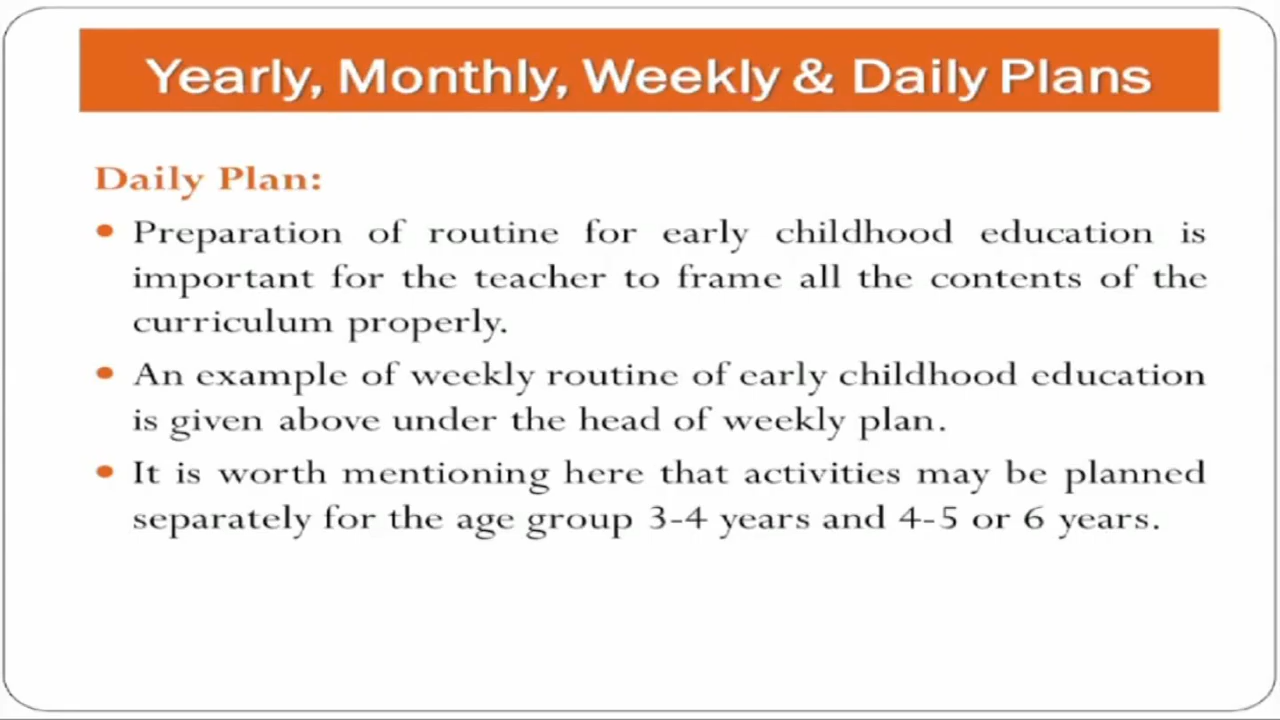 Yearly, Monthly, Weekly & Daily Plans
Daily Plan:
• Preparation of routine for early childhood education is
important for the teacher to frame all the contents of the
curriculum properly.
• An example of weekly routine of early childhood education
is given above under the head of weekly plan.
• It is worth mentioning here that activities may be planned
separately for the age group 3-4 years and 4-5 or 6 years.